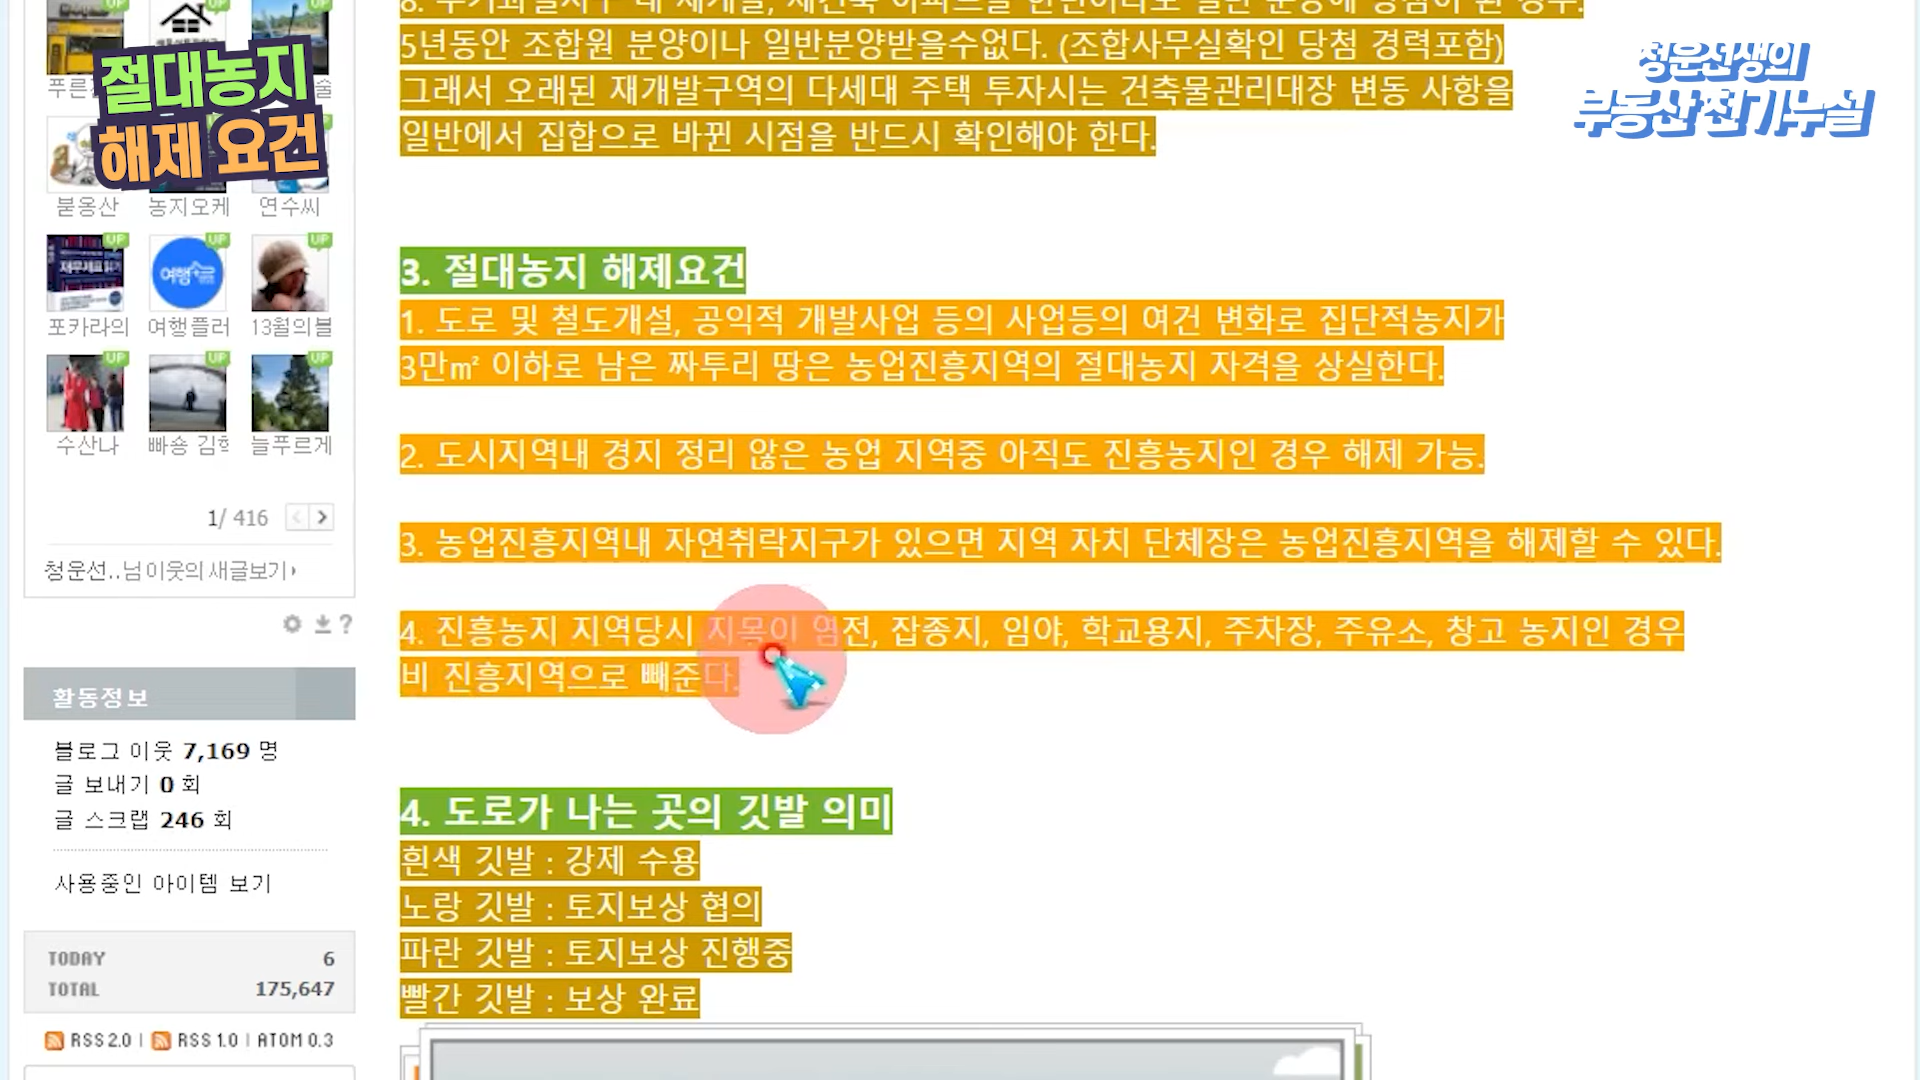 절대농지
해제 요건
청운선생의
부동산 전기누설
5년동안 조합원 분양이나 일반분양받을수없다. (조합사무실확인 당첨 경력포함)
그래서 오래된 재개발구역의 다세대 주택 투자시는 건축물관리대장 변동 사항을
일반에서 집합으로 바뀐 시점을 반드시 확인해야 한다.
3. 절대농지 해제요건
1. 도로 및 철도개설, 공익적 개발사업 등의 사업등의 여건 변화로 집단적농지가
3만㎡ 이하로 남은 짜투리 땅은 농업진흥지역의 절대농지 자격을 상실한다.
2. 도시지역내 경지 정리 않은 농업 지역중 아직도 진흥농지인 경우 해제 가능.
3. 농업진흥지역내 자연취락지구가 있으면 지역 자치 단체장은 농업진흥지역을 해제할 수 있다.
4. 진흥농지 지역당시 지목이 염전, 잡종지, 임야, 학교용지, 주차장, 주유소, 창고 농지인 경우
비 진흥지역으로 빼준다.
4. 도로가 나는 곳의 깃발 의미
흰색 깃발 : 강제 수용
노랑 깃발 : 토지보상 협의
파란 깃발 : 토지보상 진행중
빨간 깃발 : 보상 완료
UP UP UP
푸른
붇옹산 농지오케 연수씨
UP UP UP
재무제표 읽기
여행
포카라의 여행플러 13월의블
UP UP UP
수산나 빠숑 김학 늘푸르게
1/ 416
청운선..님 이웃의 새글보기
?
활동정보
블로그 이웃 7,169 명
글 보내기 0 회
글 스크랩 246 회
사용중인 아이템 보기
TODAY 6
TOTAL 175,647
RSS 2.0 | RSS 1.0 | ATOM 0.3